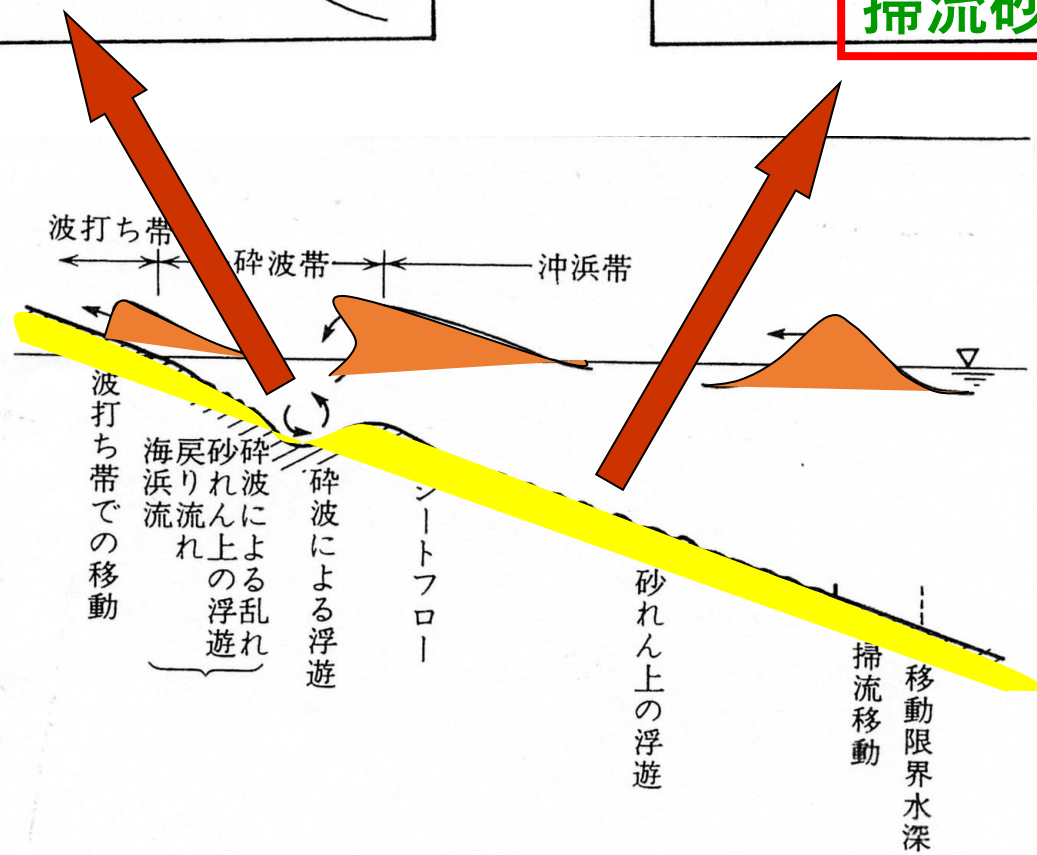 掃流砂
波打ち帯
砕波帯
沖浜帯
波打ち帯での移動
海浜流
戻り流れ
砂れん上の浮遊
砕波による乱れ
砕波による浮遊
シートフロー
砂れん上の浮遊
掃流移動
移動限界水深